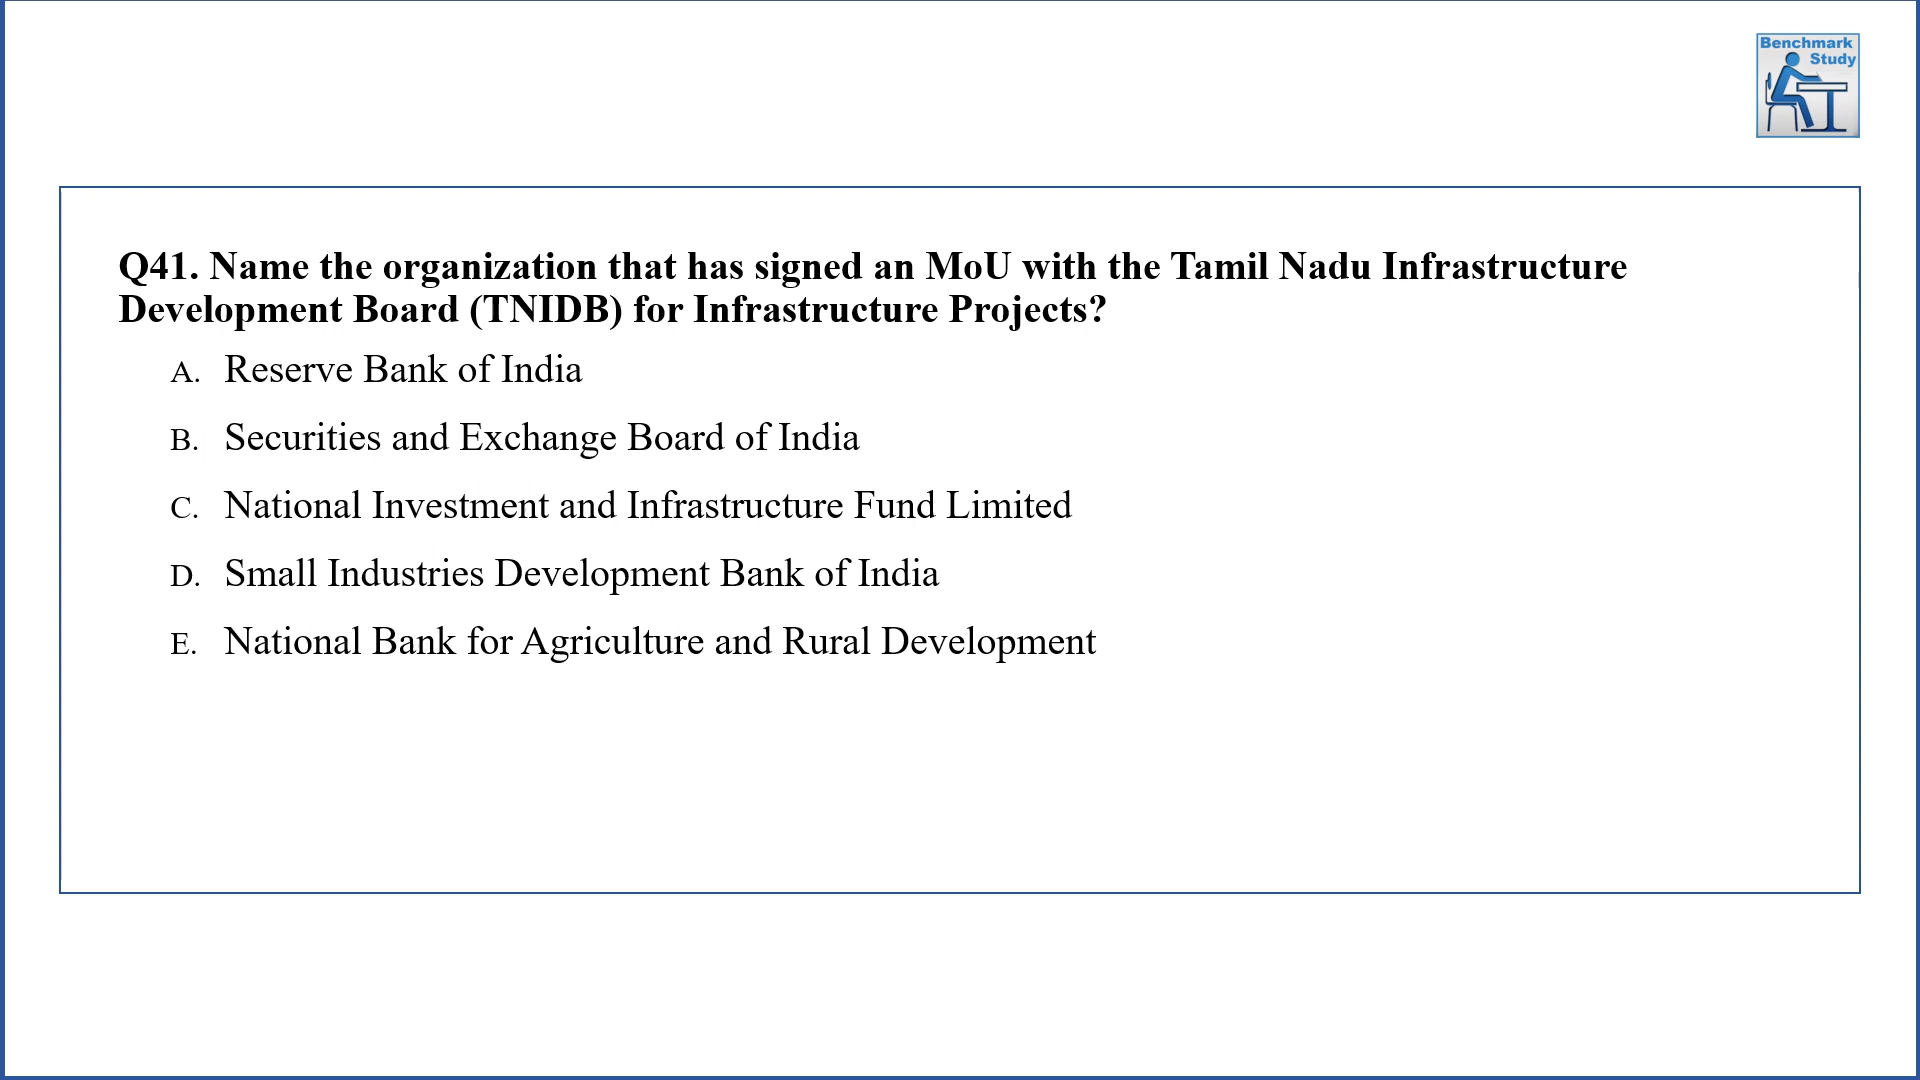 Benchmark
Study
Q41. Name the organization that has signed an MoU with the Tamil Nadu Infrastructure
Development Board (TNIDB) for Infrastructure Projects?
A. Reserve Bank of India
B. Securities and Exchange Board of India
C. National Investment and Infrastructure Fund Limited
D. Small Industries Development Bank of India
E. National Bank for Agriculture and Rural Development